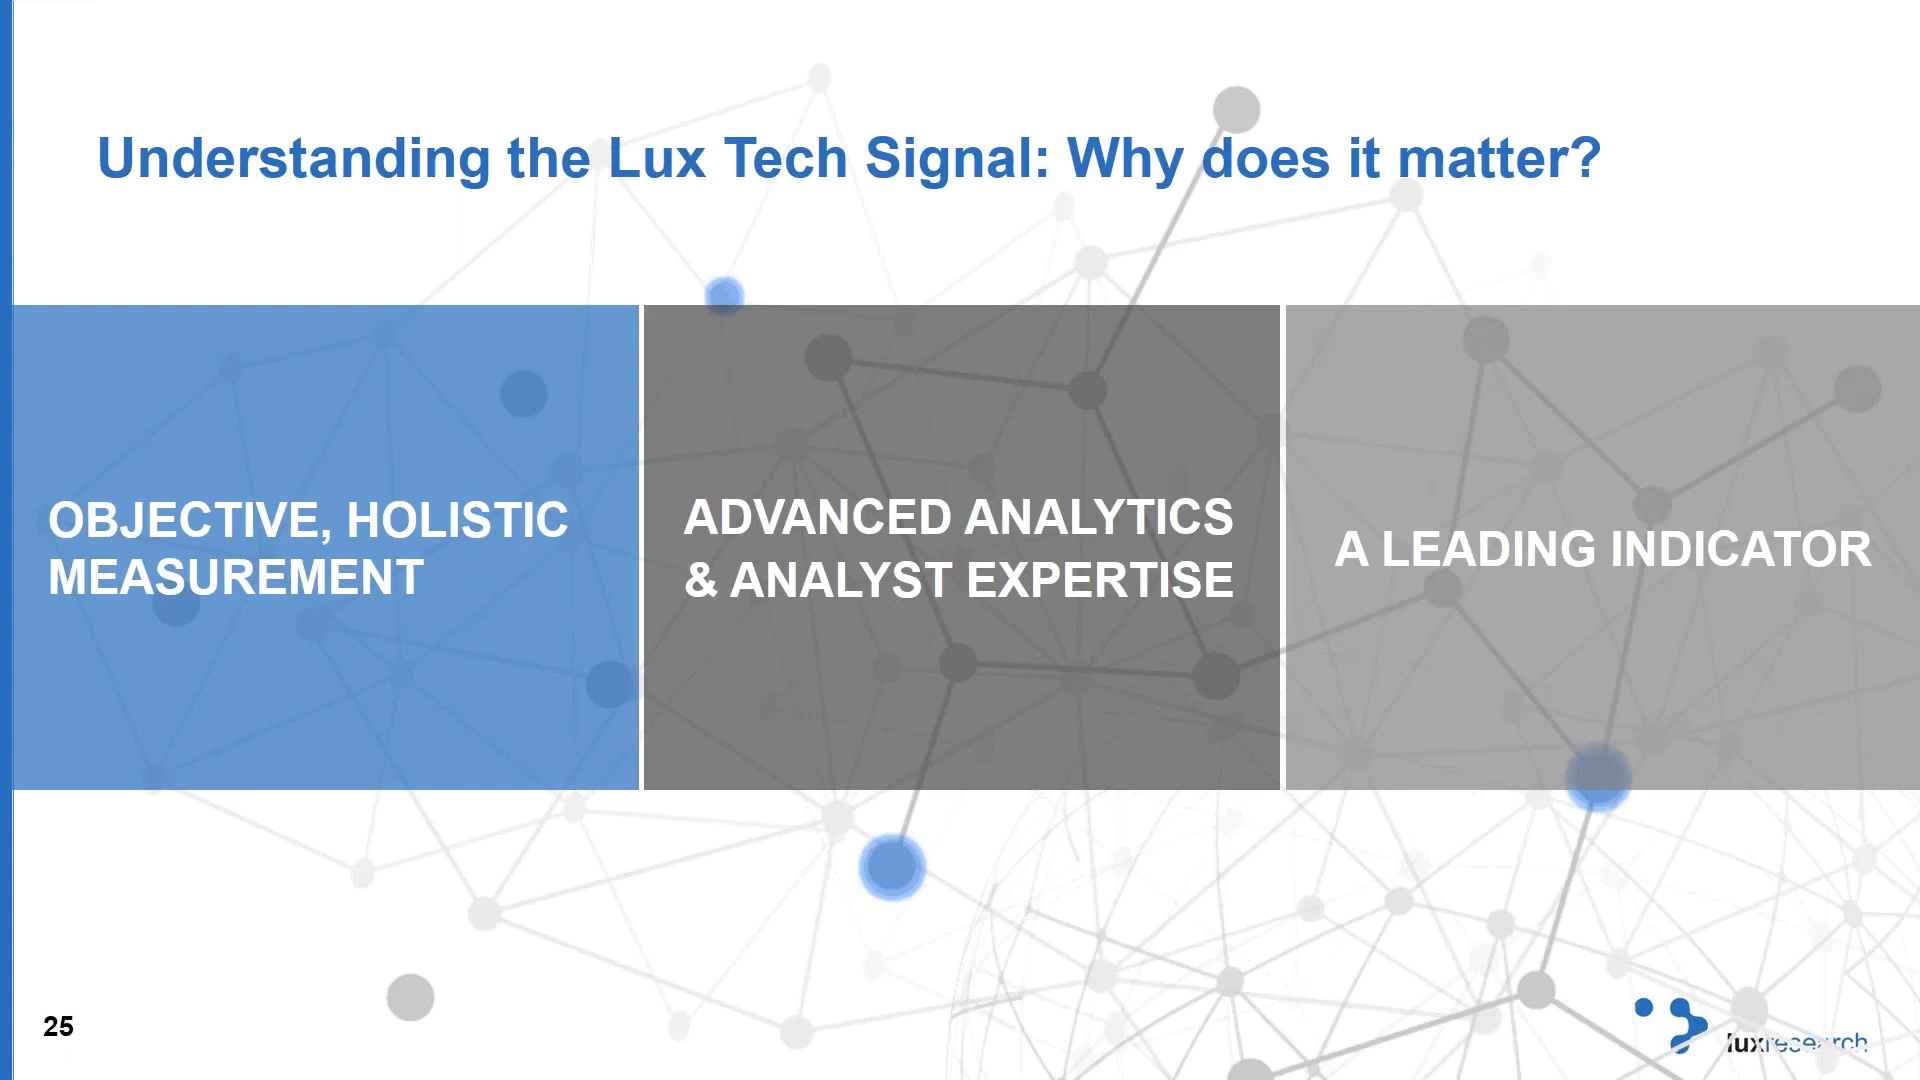 Understanding the Lux Tech Signal: Why does it matter?
OBJECTIVE, HOLISTIC
MEASUREMENT
ADVANCED ANALYTICS
& ANALYST EXPERTISE
A LEADING INDICATOR
25
luxresearch